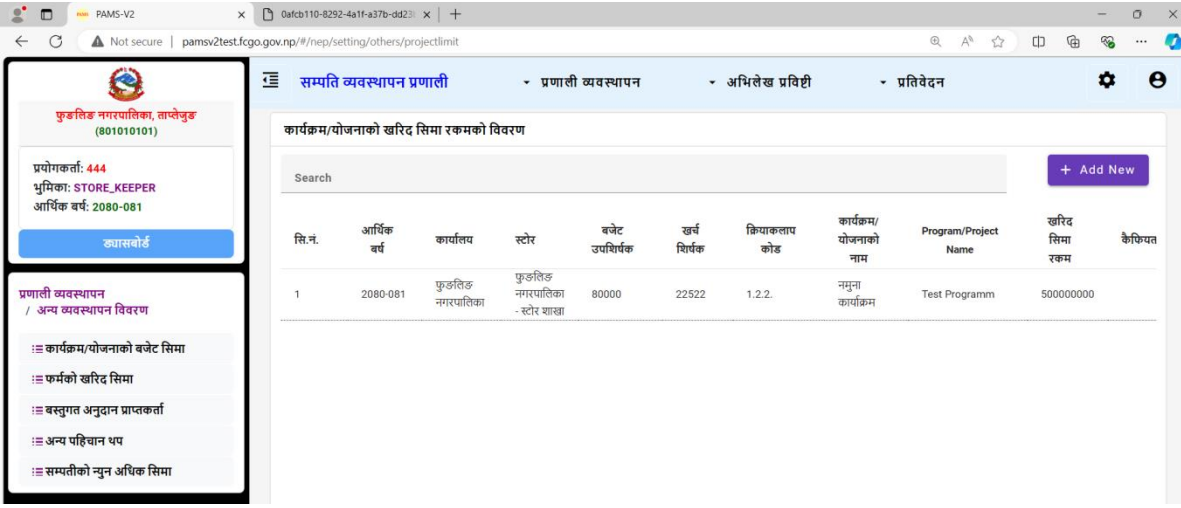 PAMS-V2
0afcb110-8292-4a1f-a37b-dd23
Not secure | pamsv2test.fcgo.gov.np/#/nep/setting/others/projectlimit
फुङलिङ नगरपालिका, ताप्लेजुङ
(801010101)
प्रयोगकर्ता: 444
भुमिका: STORE_KEEPER
आर्थिक बर्ष: 2080-081
ड्यासबोर्ड
प्रणाली व्यवस्थापन
/ अन्य व्यवस्थापन विवरण
कार्यक्रम/योजनाको बजेट सिमा
फर्मको खरिद सिमा
बस्तुगत अनुदान प्राप्तकर्ता
अन्य पहिचान थप
सम्पतीको न्युन अधिक सिमा
सम्पति व्यवस्थापन प्रणाली
प्रणाली व्यवस्थापन
अभिलेख प्रविष्टी
प्रतिवेदन
कार्यक्रम/योजनाको खरिद सिमा रकमको विवरण
Search
+ Add New
सि.नं. आर्थिक बर्ष कार्यालय स्टोर बजेट उपशिर्षक खर्च शिर्षक क्रियाकलाप कोड कार्यक्रम/योजनाको नाम Program/Project Name खरिद सिमा रकम कैफियत
1 2080-081 फुङलिङ नगरपालिका फुङलिङ नगरपालिका - स्टोर शाखा 80000 22522 1.2.2. नमुना कार्यक्रम Test Programm 500000000